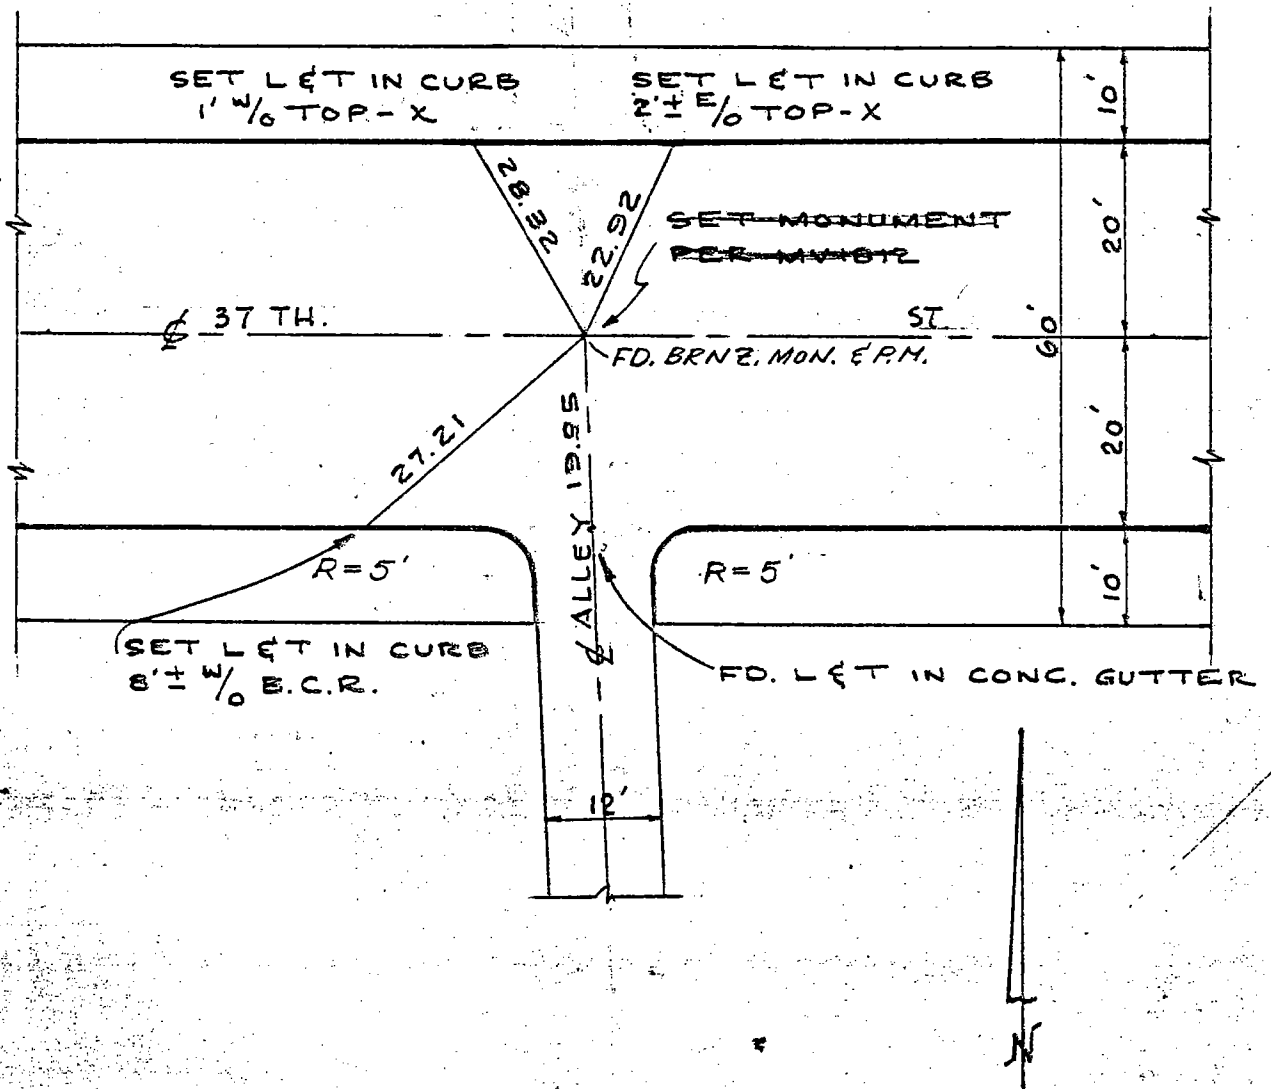 SET L & T IN CURB
1' W/O TOP - X
SET L & T IN CURB
2'± E/O TOP - X
10'
28.32
22.92
SET MONUMENT
PER MV1812
20'
60'
℄ 37 TH.
ST.
FD. BRNZ. MON. & P.M.
27.21
℄ ALLEY 19.95
20'
R = 5'
R = 5'
10'
SET L & T IN CURB
8'± W/O B.C.R.
FD. L & T IN CONC. GUTTER
12'
N